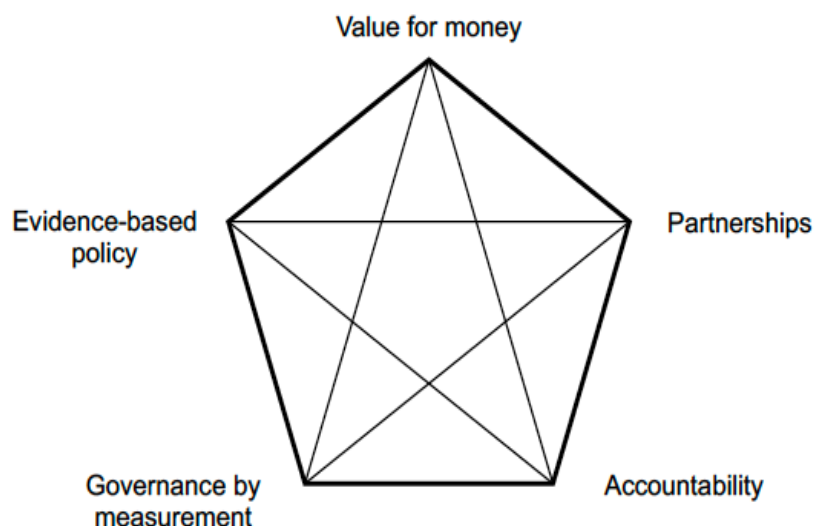 Value for money
Evidence-based
policy
Partnerships
Governance by
measurement
Accountability